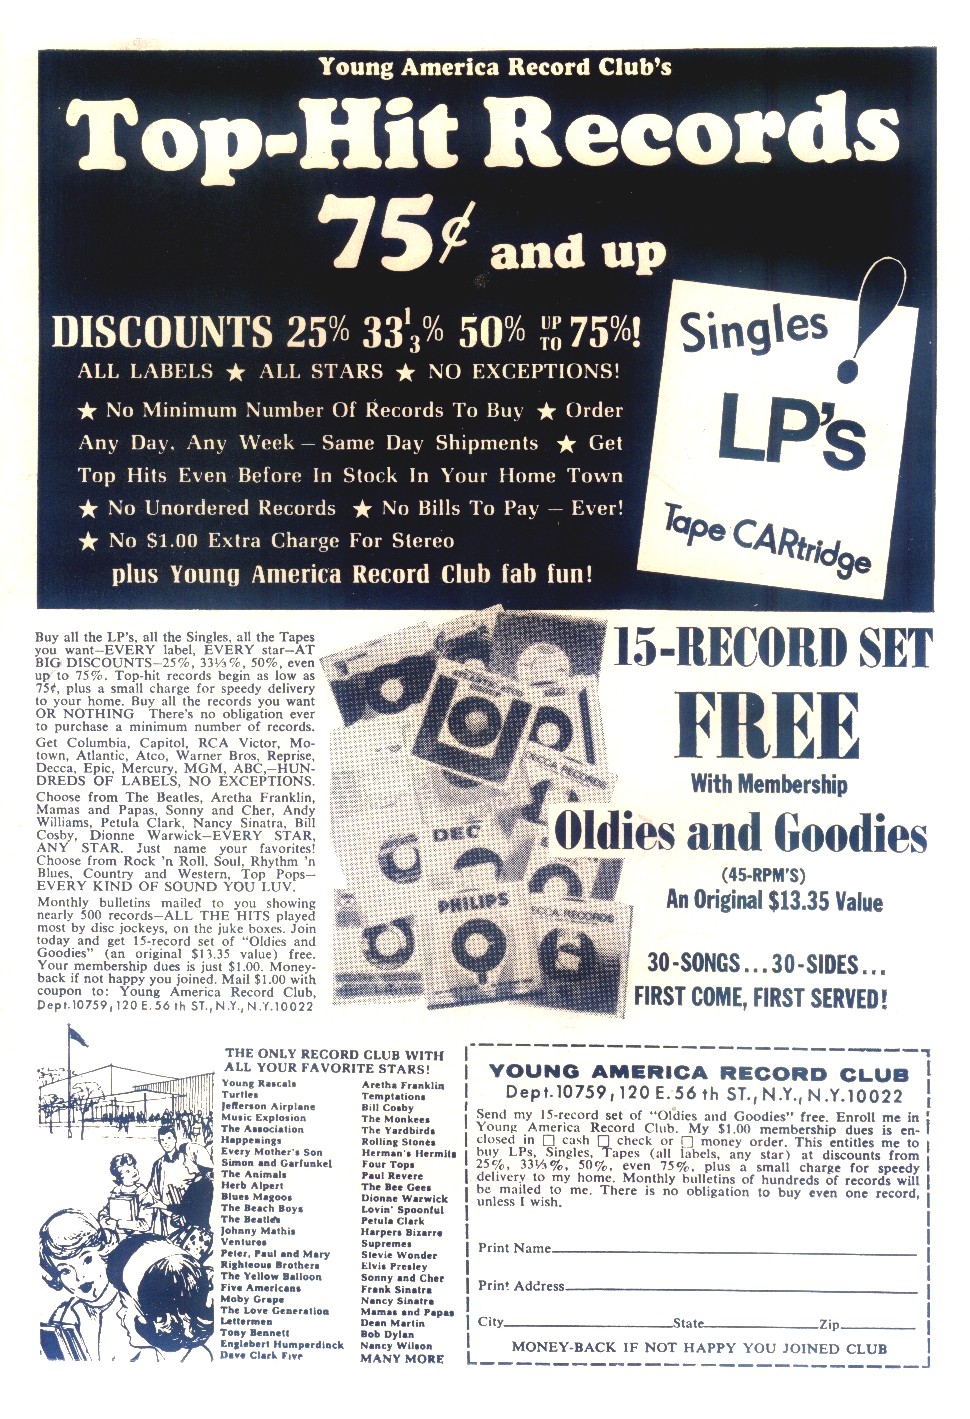 Young America Record Club's
Top-Hit Records
75¢ and up
DISCOUNTS 25% 33 1/3% 50% UP TO 75%!
ALL LABELS ★ ALL STARS ★ NO EXCEPTIONS!
★ No Minimum Number Of Records To Buy ★ Order
Any Day, Any Week – Same Day Shipments ★ Get
Top Hits Even Before In Stock In Your Home Town
★ No Unordered Records ★ No Bills To Pay – Ever!
★ No $1.00 Extra Charge For Stereo
plus Young America Record Club fab fun!
Singles
LP's
Tape CARtridge
!
Buy all the LP's, all the Singles, all the Tapes
you want—EVERY label, EVERY star—AT
BIG DISCOUNTS—25%, 33⅓%, 50%, even
up to 75%. Top-hit records begin as low as
75¢, plus a small charge for speedy delivery
to your home. Buy all the records you want
OR NOTHING There's no obligation ever
to purchase a minimum number of records.
Get Columbia, Capitol, RCA Victor, Mo-
town, Atlantic, Atco, Warner Bros, Reprise,
Decca, Epic, Mercury, MGM, ABC,—HUN-
DREDS OF LABELS, NO EXCEPTIONS.
Choose from The Beatles, Aretha Franklin,
Mamas and Papas, Sonny and Cher, Andy
Williams, Petula Clark, Nancy Sinatra, Bill
Cosby, Dionne Warwick—EVERY STAR,
ANY STAR. Just name your favorites!
Choose from Rock 'n Roll, Soul, Rhythm 'n
Blues, Country and Western, Top Pops—
EVERY KIND OF SOUND YOU LUV.
Monthly bulletins mailed to you showing
nearly 500 records—ALL THE HITS played
most by disc jockeys, on the juke boxes. Join
today and get 15-record set of "Oldies and
Goodies" (an original $13.35 value) free.
Your membership dues is just $1.00. Money-
back if not happy you joined. Mail $1.00 with
coupon to: Young America Record Club,
Dept.10759, 120 E. 56th ST., N.Y., N.Y.10022
DECCA RECORDS
DEC
PHILIPS
DECCA RECORDS
15-RECORD SET
FREE
With Membership
Oldies and Goodies
(45-RPM'S)
An Original $13.35 Value
30-SONGS...30-SIDES...
FIRST COME, FIRST SERVED!
THE ONLY RECORD CLUB WITH
ALL YOUR FAVORITE STARS!
Young Rascals
Turtles
Jefferson Airplane
Music Explosion
The Association
Happenings
Every Mother's Son
Simon and Garfunkel
The Animals
Herb Alpert
Blues Magoos
The Beach Boys
The Beatles
Johnny Mathis
Ventures
Peter, Paul and Mary
Righteous Brothers
The Yellow Balloon
Five Americans
Moby Grape
The Love Generation
Lettermen
Tony Bennett
Englebert Humperdinck
Dave Clark Five
Aretha Franklin
Temptations
Bill Cosby
The Monkees
The Yardbirds
Rolling Stones
Herman's Hermits
Four Tops
Paul Revere
The Bee Gees
Dionne Warwick
Lovin' Spoonful
Petula Clark
Harpers Bizarre
Supremes
Stevie Wonder
Elvis Presley
Sonny and Cher
Frank Sinatra
Nancy Sinatra
Mamas and Papas
Dean Martin
Bob Dylan
Nancy Wilson
MANY MORE
YOUNG AMERICA RECORD CLUB
Dept.10759, 120 E. 56th ST., N.Y., N.Y.10022
Send my 15-record set of "Oldies and Goodies" free. Enroll me in
Young America Record Club. My $1.00 membership dues is en-
closed in □ cash □ check or □ money order. This entitles me to
buy LPs, Singles, Tapes (all labels, any star) at discounts from
25%, 33⅓%, 50%, even 75%, plus a small charge for speedy
delivery to my home. Monthly bulletins of hundreds of records will
be mailed to me. There is no obligation to buy even one record,
unless I wish.
Print Name
Print Address
City State Zip
MONEY-BACK IF NOT HAPPY YOU JOINED CLUB